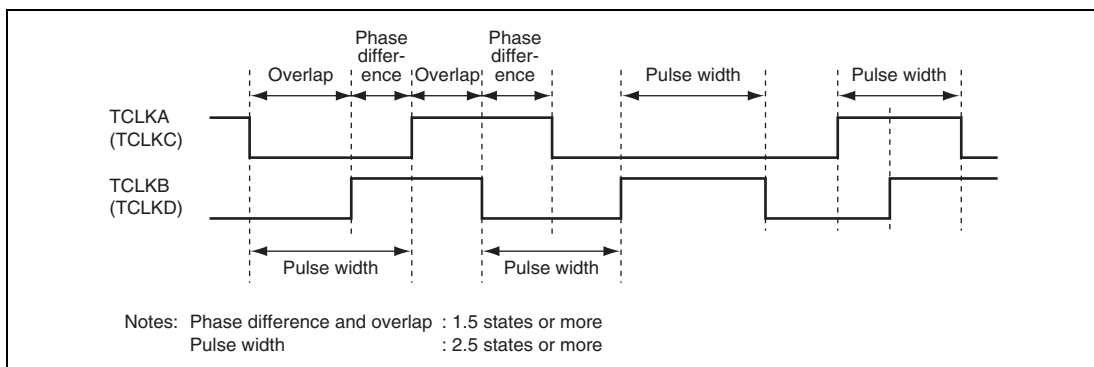 Phase
differ-
ence
Phase
differ-
ence
Overlap
Overlap
Pulse width
Pulse width
TCLKA
(TCLKC)
TCLKB
(TCLKD)
Pulse width
Pulse width
Notes: Phase difference and overlap : 1.5 states or more
Pulse width : 2.5 states or more